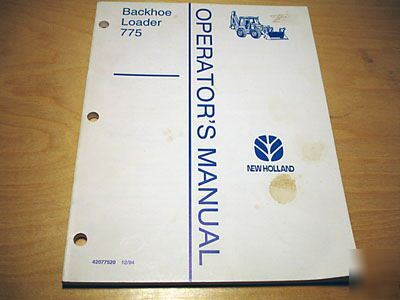 Backhoe
Loader
775
OPERATOR'S MANUAL
NEW HOLLAND
42077520 12/94